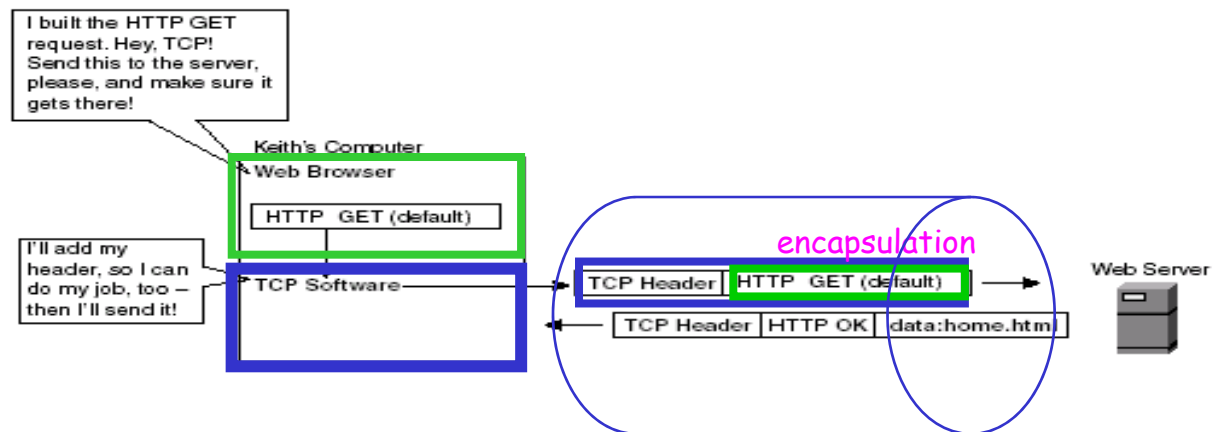 I built the HTTP GET
request. Hey, TCP!
Send this to the server,
please, and make sure it
gets there!
Keith's Computer
Web Browser
HTTP GET (default)
I'll add my
header, so I can
do my job, too –
then I'll send it!
TCP Software
encapsulation
TCP Header HTTP GET (default)
TCP Header HTTP OK data:home.html
Web Server